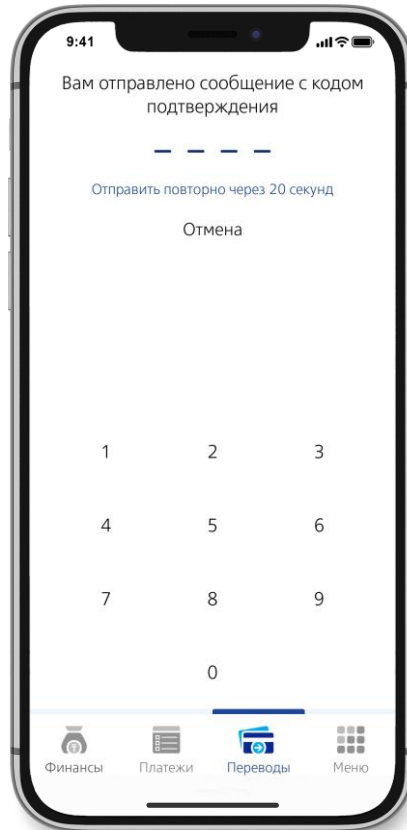 9:41
Вам отправлено сообщение с кодом
подтверждения
Отправить повторно через 20 секунд
Отмена
1 2 3
4 5 6
7 8 9
0
Финансы Платежи Переводы Меню